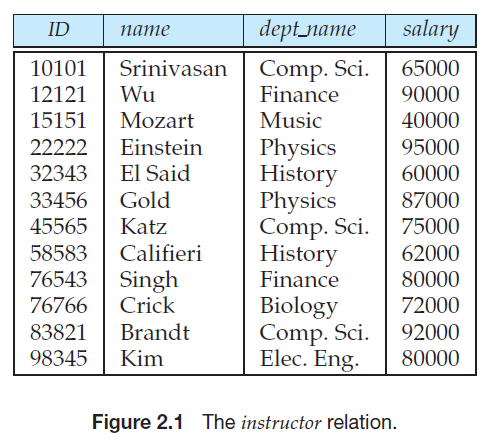 ID name dept_name salary
10101 Srinivasan Comp. Sci. 65000
12121 Wu Finance 90000
15151 Mozart Music 40000
22222 Einstein Physics 95000
32343 El Said History 60000
33456 Gold Physics 87000
45565 Katz Comp. Sci. 75000
58583 Califieri History 62000
76543 Singh Finance 80000
76766 Crick Biology 72000
83821 Brandt Comp. Sci. 92000
98345 Kim Elec. Eng. 80000
Figure 2.1 The instructor relation.